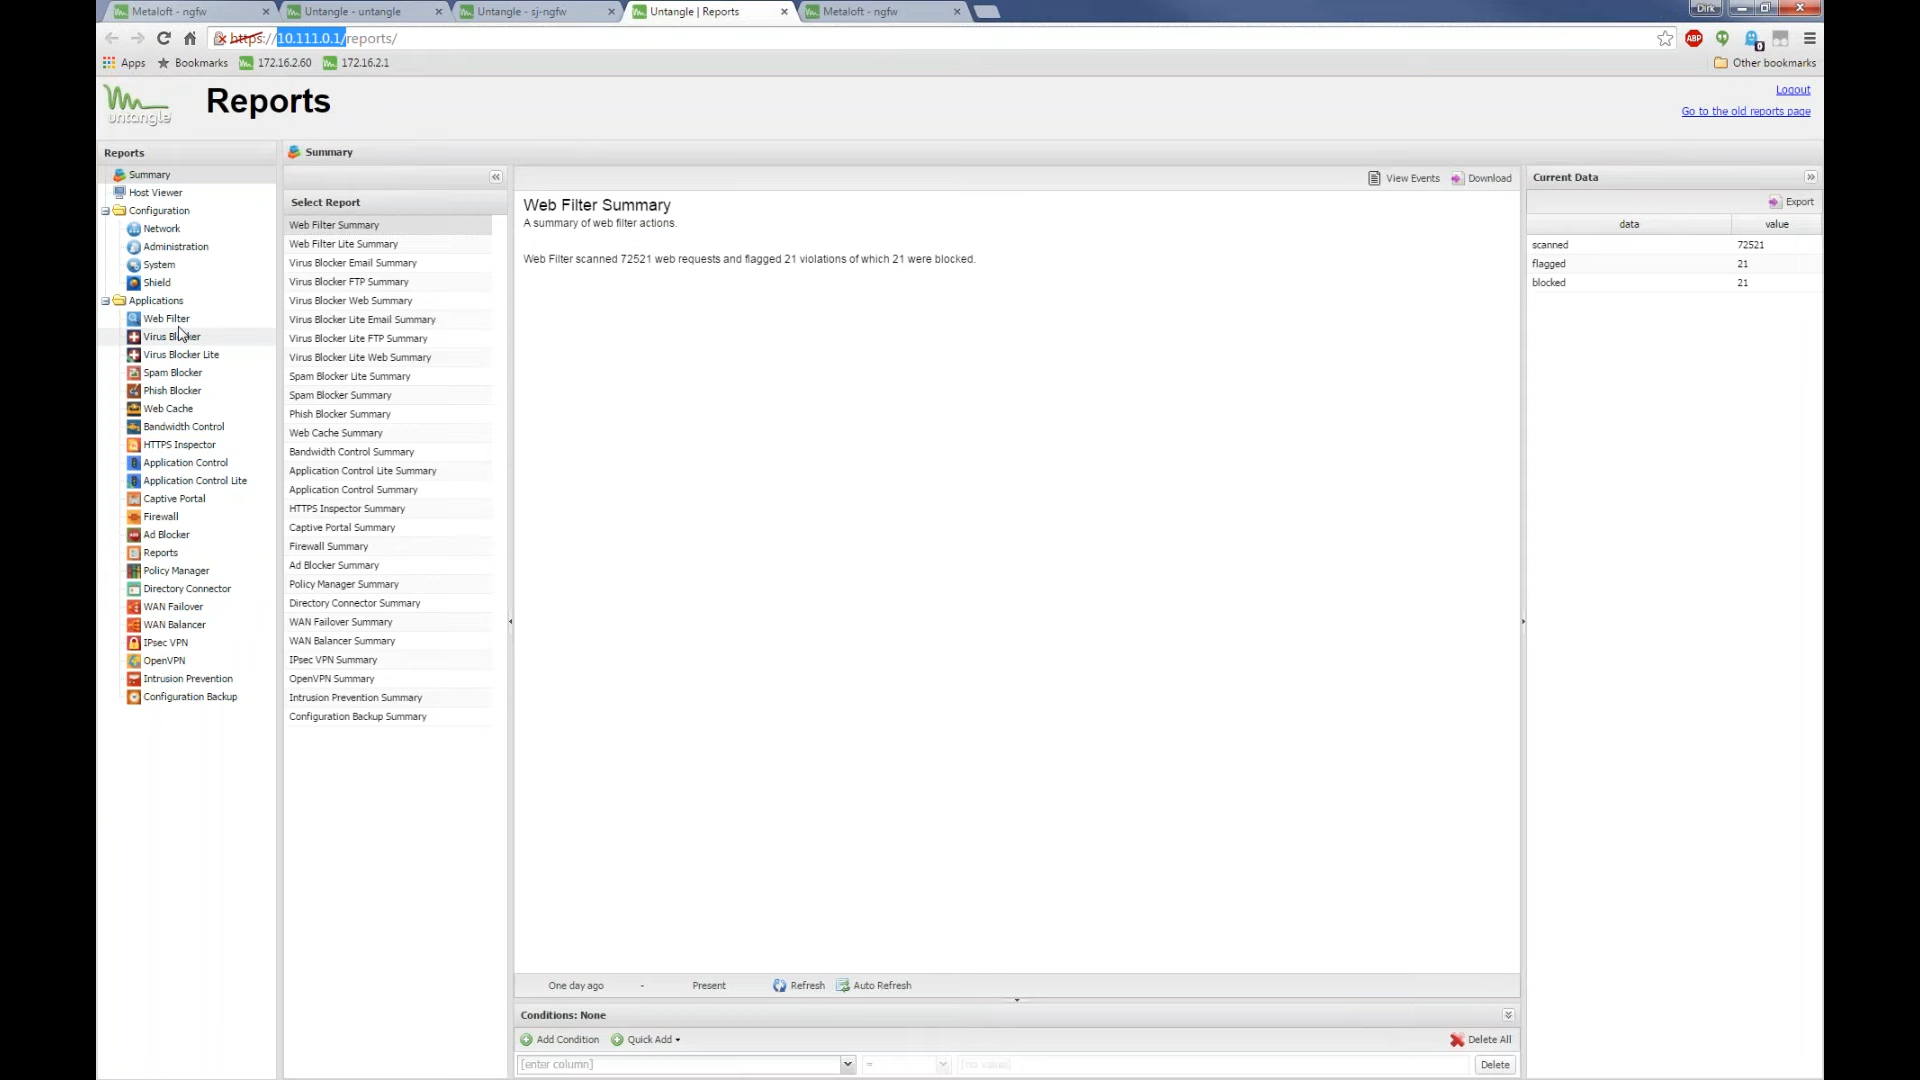 Metaloft - ngfw
Untangle - untangle
Untangle - sj-ngfw
Untangle | Reports
Metaloft - ngfw
Dirk
https://10.111.0.1/reports/
ABP
0
Apps
Bookmarks
172.16.2.60
172.16.2.1
Other bookmarks
untangle
Reports
Logout
Go to the old reports page
Reports
Summary
Host Viewer
Configuration
Network
Administration
System
Shield
Applications
Web Filter
Virus Blocker
Virus Blocker Lite
Spam Blocker
Phish Blocker
Web Cache
Bandwidth Control
HTTPS Inspector
Application Control
Application Control Lite
Captive Portal
Firewall
Ad Blocker
Reports
Policy Manager
Directory Connector
WAN Failover
WAN Balancer
IPsec VPN
OpenVPN
Intrusion Prevention
Configuration Backup
Summary
Select Report
Web Filter Summary
Web Filter Lite Summary
Virus Blocker Email Summary
Virus Blocker FTP Summary
Virus Blocker Web Summary
Virus Blocker Lite Email Summary
Virus Blocker Lite FTP Summary
Virus Blocker Lite Web Summary
Spam Blocker Lite Summary
Spam Blocker Summary
Phish Blocker Summary
Web Cache Summary
Bandwidth Control Summary
Application Control Lite Summary
Application Control Summary
HTTPS Inspector Summary
Captive Portal Summary
Firewall Summary
Ad Blocker Summary
Policy Manager Summary
Directory Connector Summary
WAN Failover Summary
WAN Balancer Summary
IPsec VPN Summary
OpenVPN Summary
Intrusion Prevention Summary
Configuration Backup Summary
View Events
Download
Web Filter Summary
A summary of web filter actions.
Web Filter scanned 72521 web requests and flagged 21 violations of which 21 were blocked.
One day ago - Present
Refresh
Auto Refresh
Conditions: None
Add Condition
Quick Add
Delete All
[enter column]
=
[no value]
Delete
Current Data
Export
data value
scanned 72521
flagged 21
blocked 21